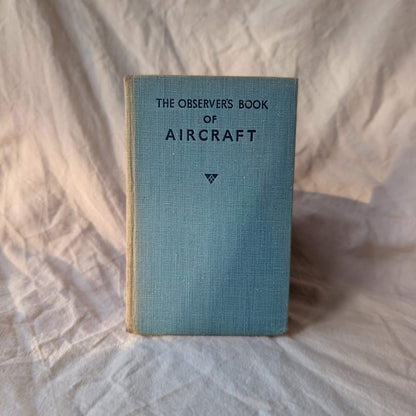 THE OBSERVER'S BOOK
OF
AIRCRAFT